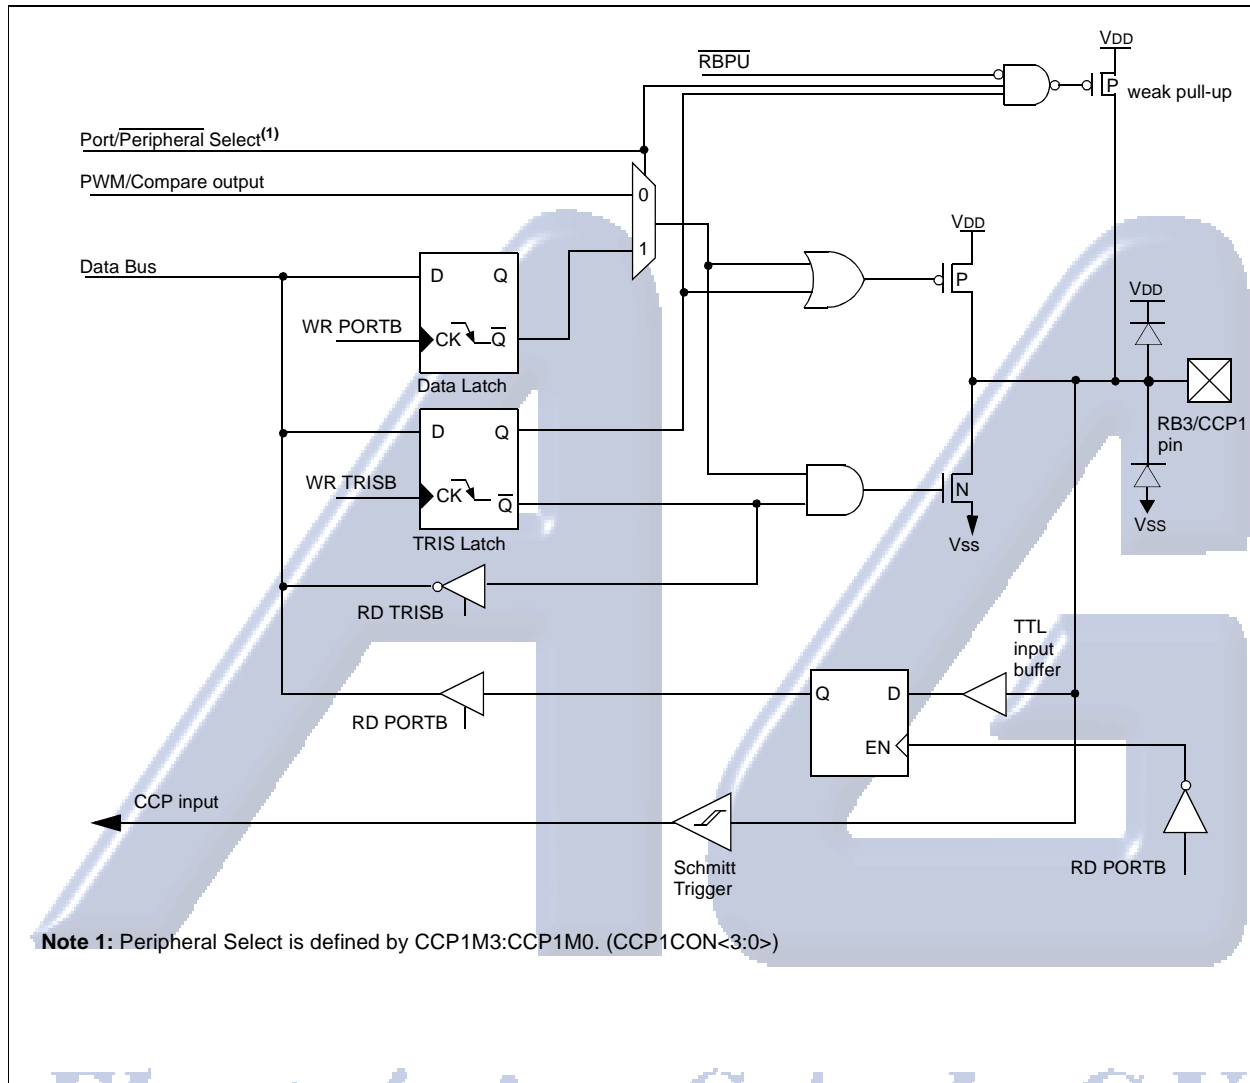 VDD
RBPU
P
weak pull-up
Port/Peripheral Select(1)
PWM/Compare output
0
1
VDD
Data Bus
D Q
P
VDD
WR PORTB
CK Q
Data Latch
D Q
RB3/CCP1
pin
WR TRISB
CK Q
N
TRIS Latch
Vss
VSS
RD TRISB
TTL
input
buffer
Q D
RD PORTB
EN
CCP input
Schmitt
Trigger
RD PORTB
Note 1: Peripheral Select is defined by CCP1M3:CCP1M0. (CCP1CON<3:0>)